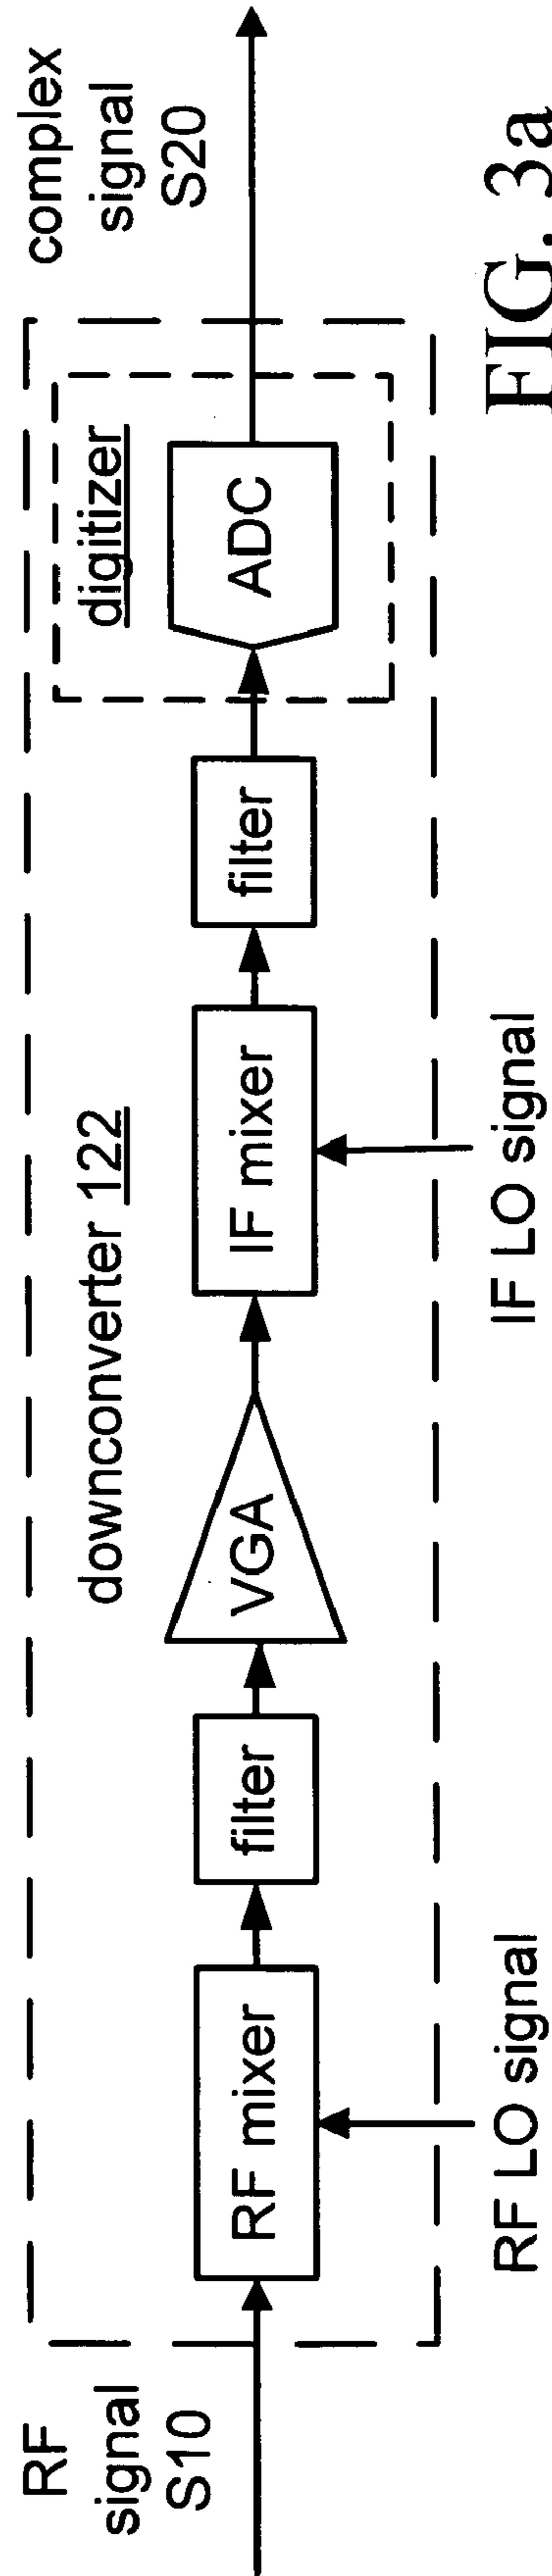 RF
signal
S10
downconverter 122
RF mixer
filter
VGA
IF mixer
filter
digitizer
ADC
complex
signal
S20
RF LO signal
IF LO signal
FIG. 3a